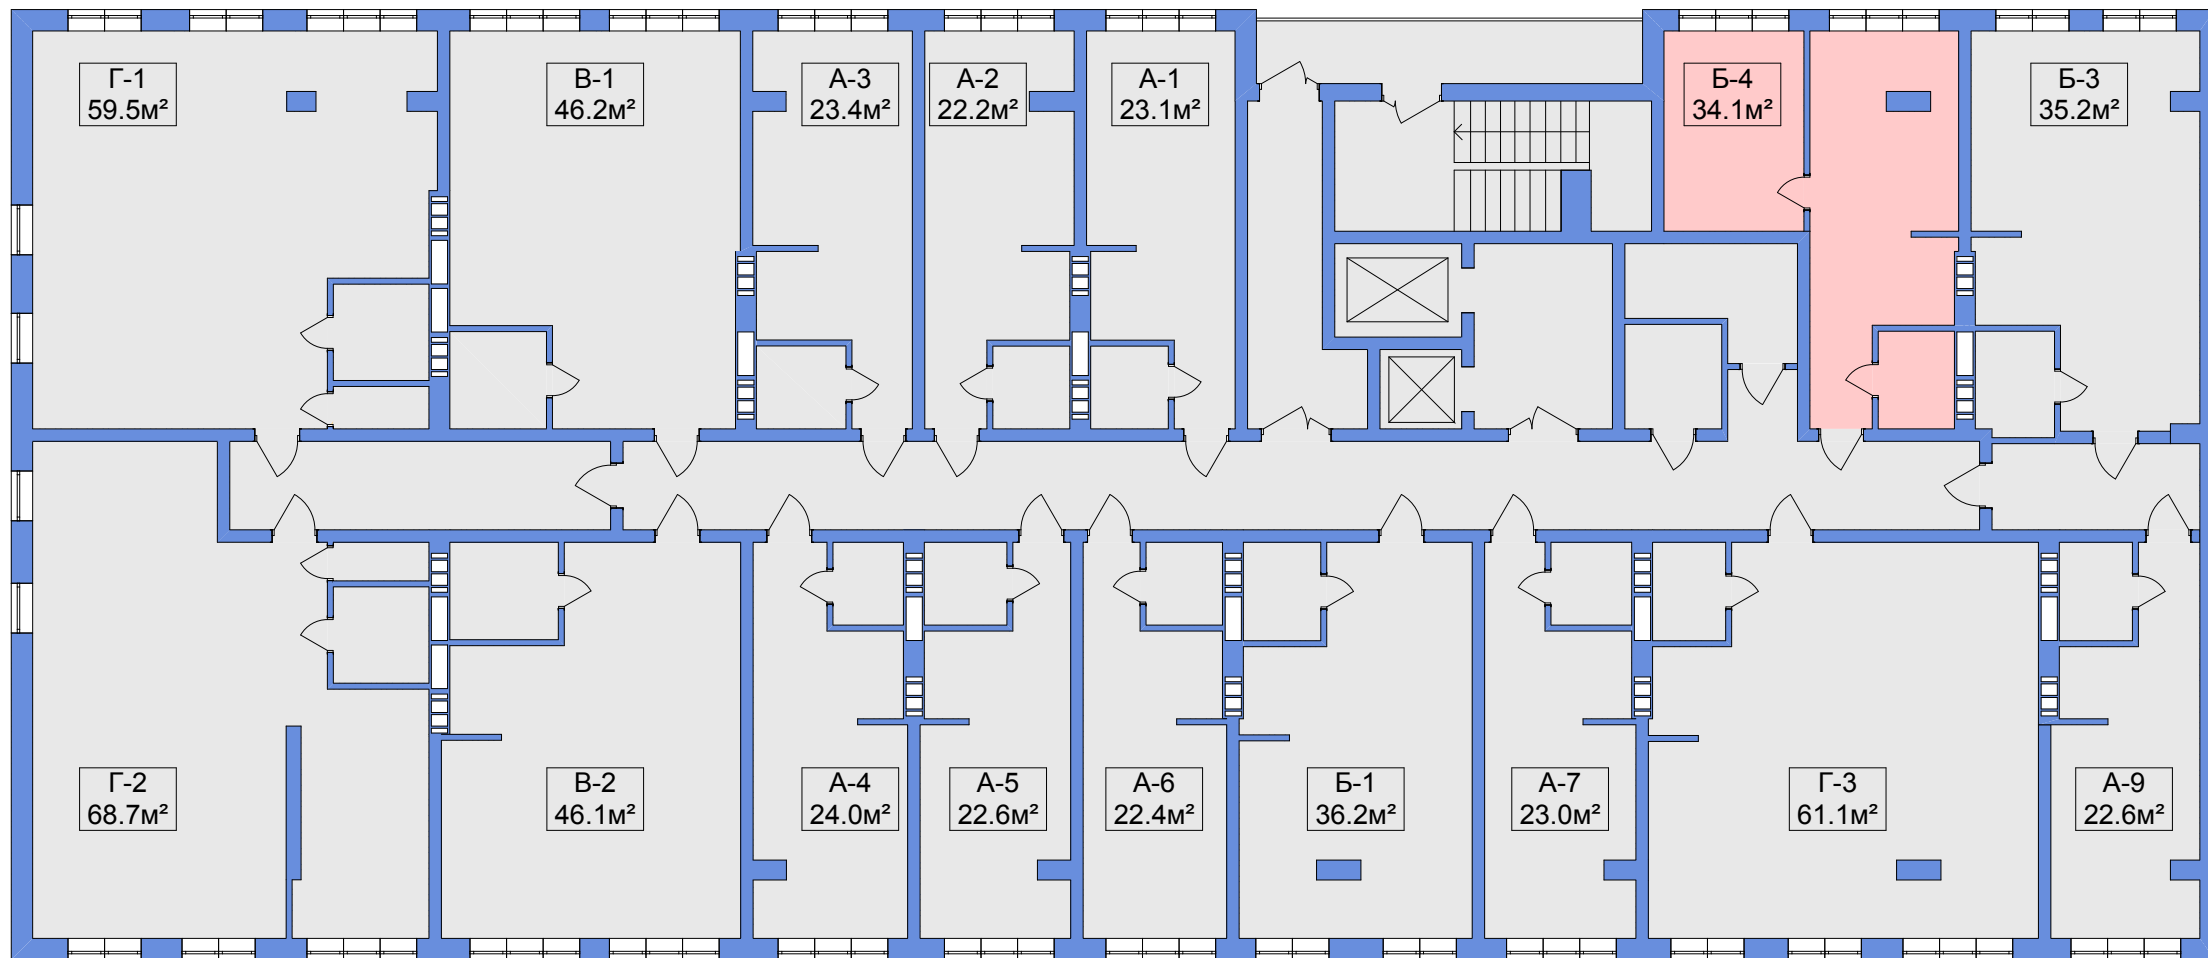 Г-1
59.5м²
В-1
46.2м²
А-3
23.4м²
А-2
22.2м²
А-1
23.1м²
Б-4
34.1м²
Б-3
35.2м²
Г-2
68.7м²
В-2
46.1м²
А-4
24.0м²
А-5
22.6м²
А-6
22.4м²
Б-1
36.2м²
А-7
23.0м²
Г-3
61.1м²
А-9
22.6м²